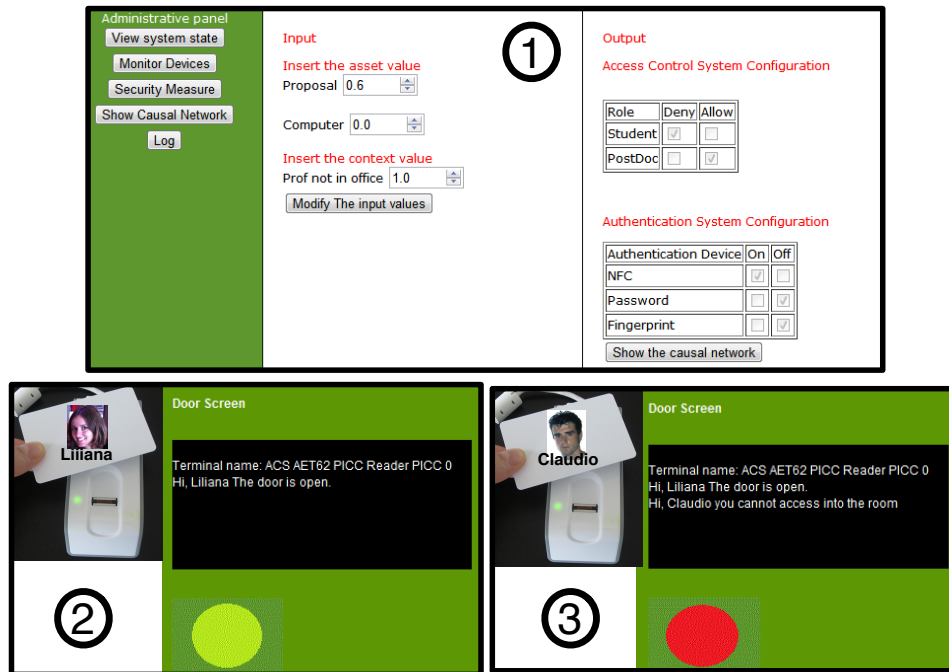 Administrative panel
View system state
Monitor Devices
Security Measure
Show Causal Network
Log
Input
Insert the asset value
Proposal 0.6
Computer 0.0
Insert the context value
Prof not in office 1.0
Modify The input values
1
Output
Access Control System Configuration
Role Deny Allow
Student
PostDoc
Authentication System Configuration
Authentication Device On Off
NFC
Password
Fingerprint
Show the causal network
Liliana
2
Door Screen
Terminal name: ACS AET62 PICC Reader PICC 0
Hi, Liliana The door is open.
Claudio
3
Door Screen
Terminal name: ACS AET62 PICC Reader PICC 0
Hi, Liliana The door is open.
Hi, Claudio you cannot access into the room